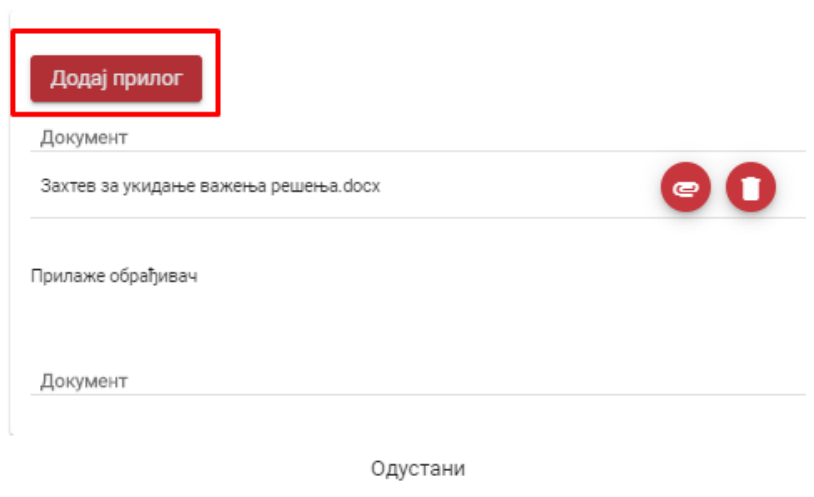 Додај прилог
Документ
Захтев за укидање важења решења.docx
Прилаже обрађивач
Документ
Одустани